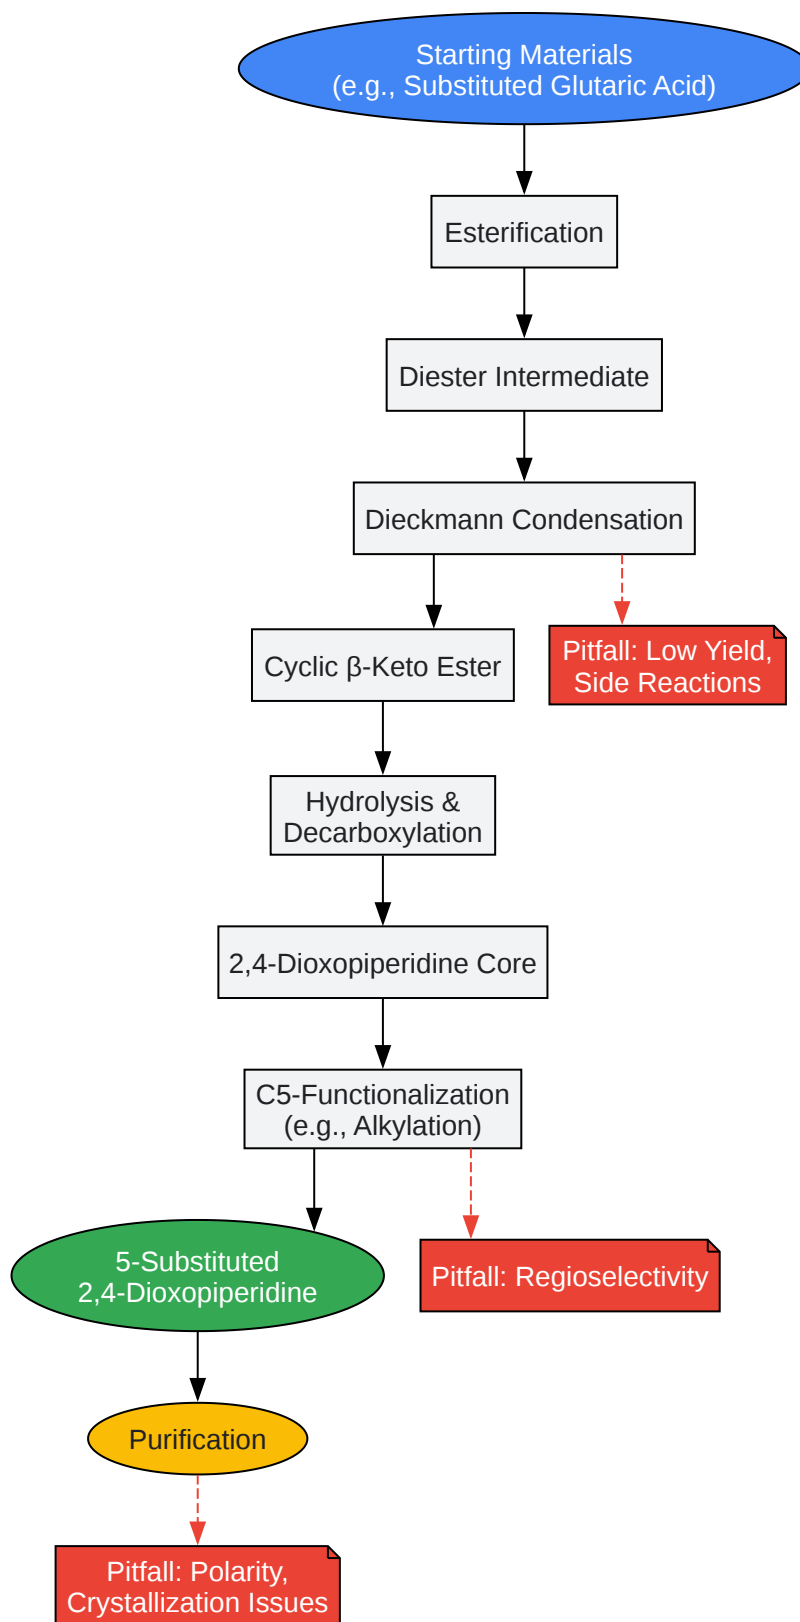 Starting Materials
(e.g., Substituted Glutaric Acid)
Esterification
Diester Intermediate
Dieckmann Condensation
Cyclic β-Keto Ester
Pitfall: Low Yield,
Side Reactions
Hydrolysis &
Decarboxylation
2,4-Dioxopiperidine Core
C5-Functionalization
(e.g., Alkylation)
5-Substituted
2,4-Dioxopiperidine
Pitfall: Regioselectivity
Purification
Pitfall: Polarity,
Crystallization Issues